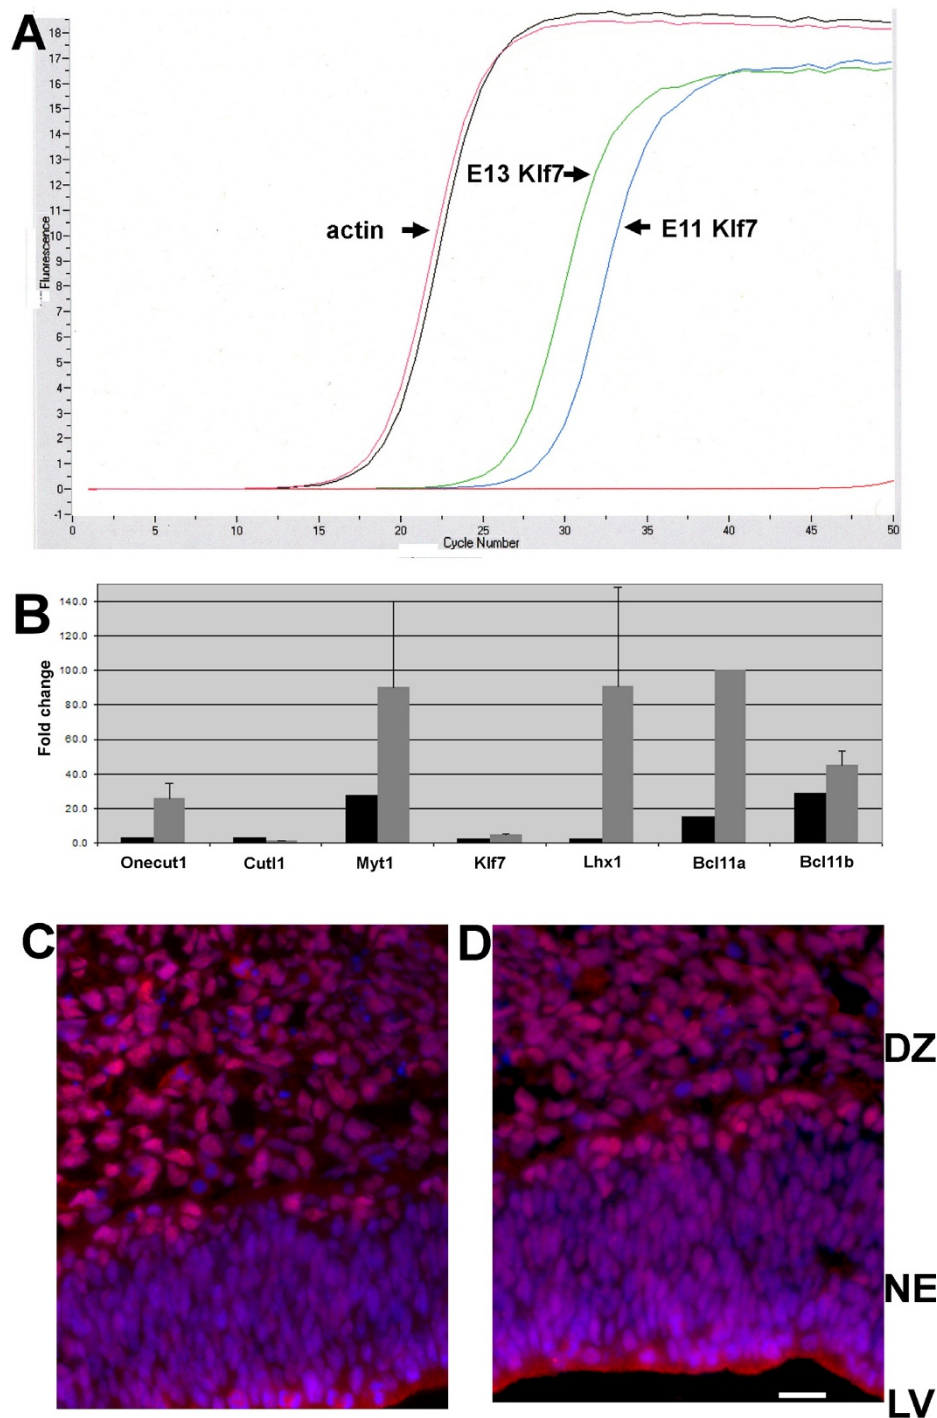 A
18
17
16
15
14
13
12
11
10
9
8
7
6
5
4
3
2
1
0
-1
Fluorescence
E13 Klf7
actin
E11 Klf7
0 5 10 15 20 25 30 35 40 45 50
Cycle Number
B
140.0
120.0
100.0
80.0
60.0
40.0
20.0
0.0
Fold change
Onecut1 Cutl1 Myt1 Klf7 Lhx1 Bcl11a Bcl11b
C D
DZ
NE
LV